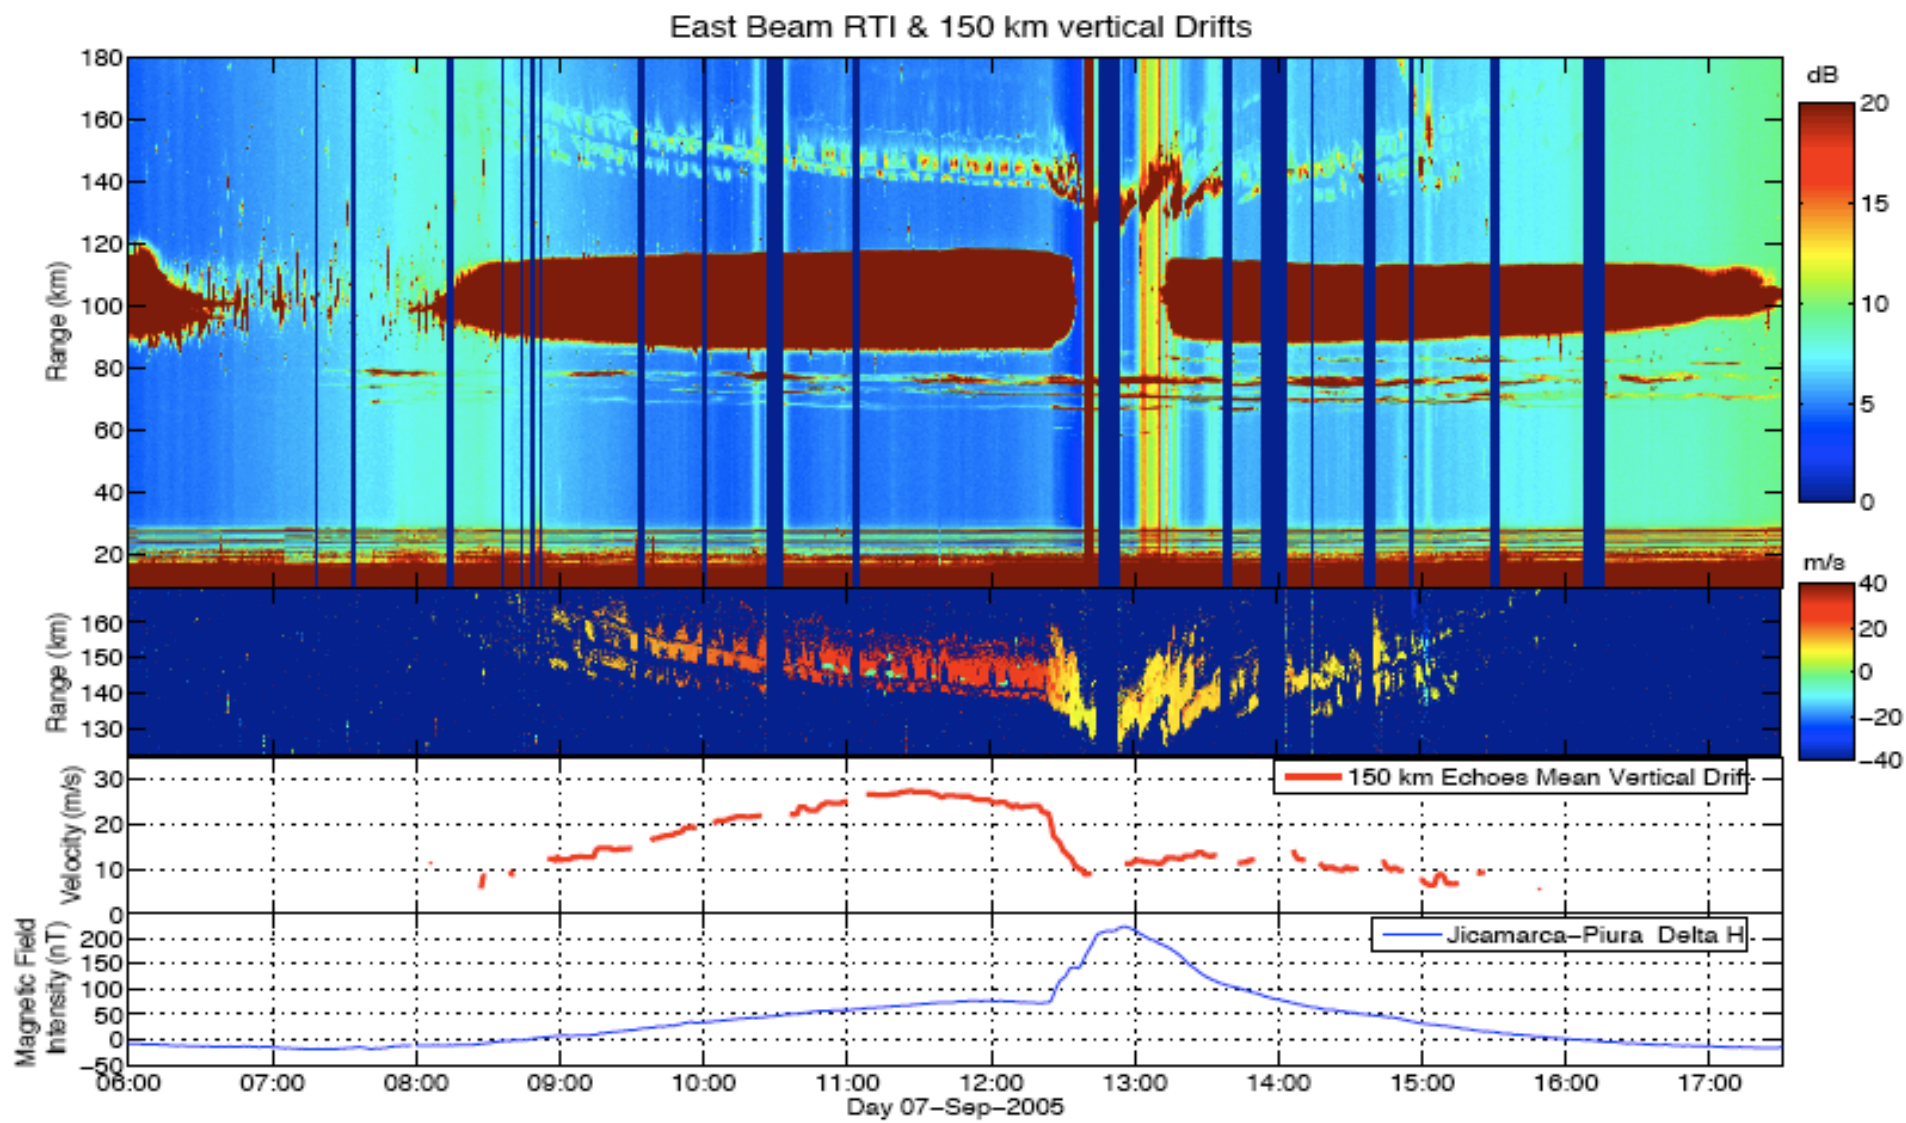 East Beam RTI & 150 km vertical Drifts
180
160
140
120
100
80
60
40
20
Range (km)
dB
20
15
10
5
0
160
150
140
130
Range (km)
m/s
40
20
0
−20
−40
30
20
10
0
Velocity (m/s)
150 km Echoes Mean Vertical Drift
200
150
100
50
0
−50
Magnetic Field
Intensity (nT)
Jicamarca−Piura Delta H
06:00 07:00 08:00 09:00 10:00 11:00 12:00 13:00 14:00 15:00 16:00 17:00
Day 07−Sep−2005